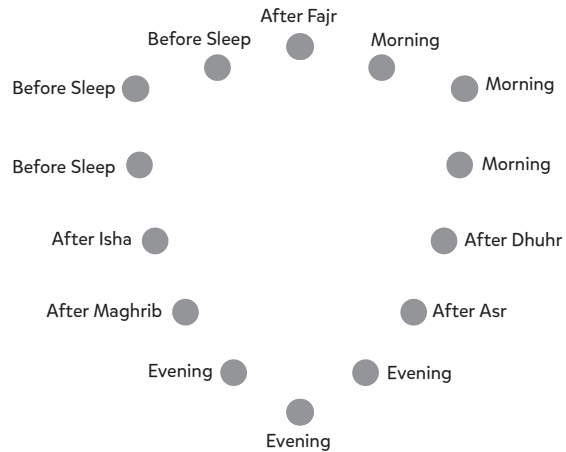 After Fajr
Morning
Morning
Morning
After Dhuhr
After Asr
Evening
Evening
Evening
After Maghrib
After Isha
Before Sleep
Before Sleep
Before Sleep